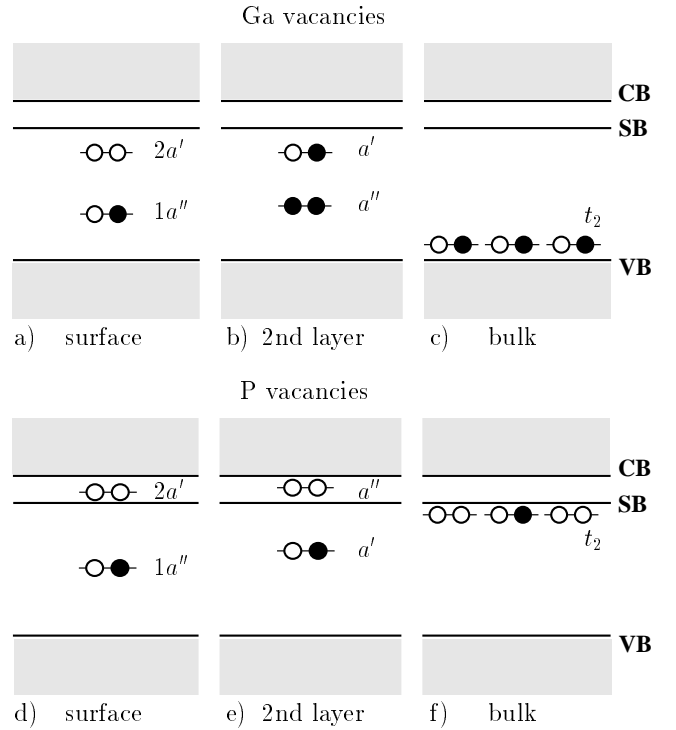 Ga vacancies
CB
SB
2a′
a′
1a′′
a′′
t₂
VB
a) surface
b) 2nd layer
c) bulk
P vacancies
CB
2a′
a′′
SB
t₂
1a′′
a′
VB
d) surface
e) 2nd layer
f) bulk